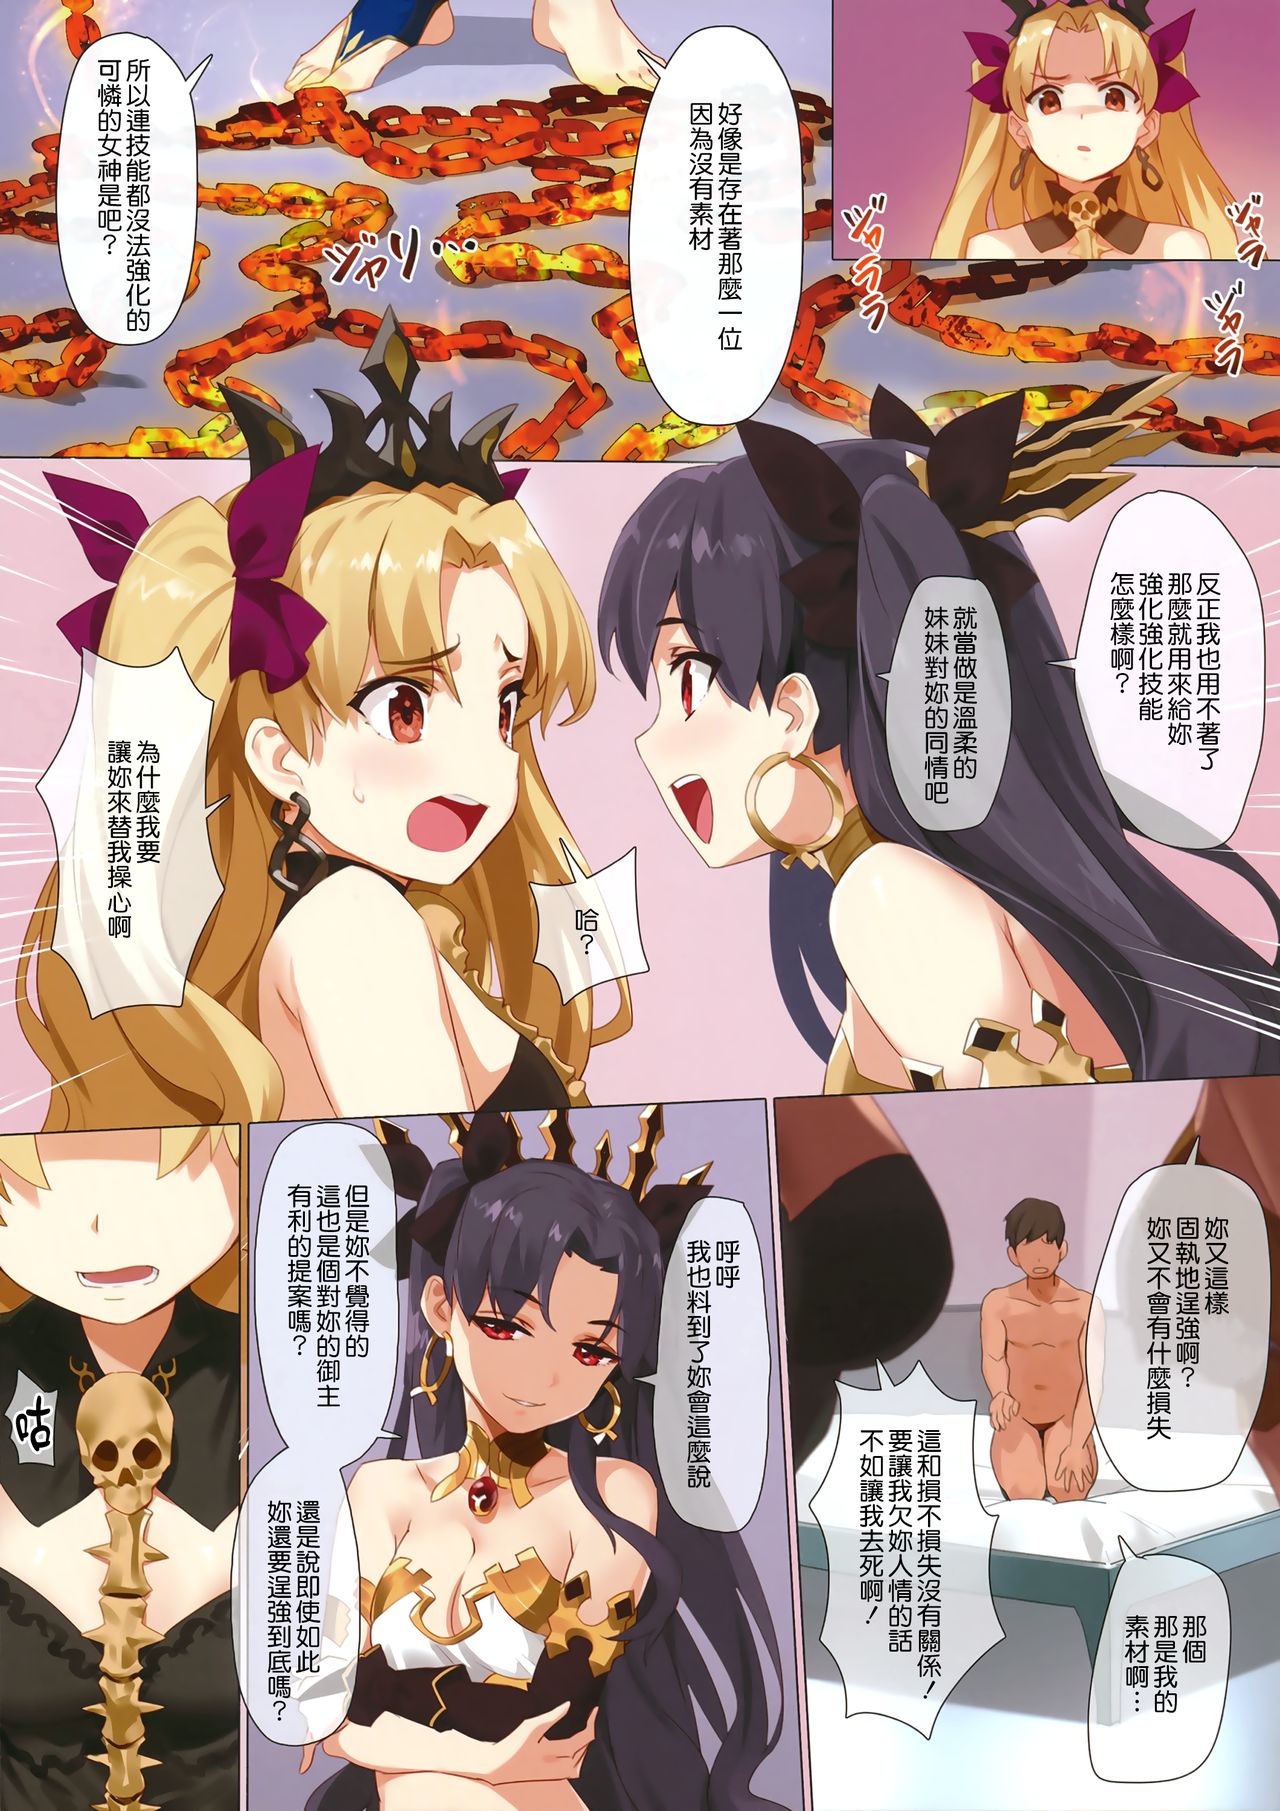 好像是存在著那麼一位
因為沒有素材
所以連技能都沒法強化的
可憐的女神是吧？
ジャラララ
ジャララ
ジャラリ…
反正我也用不著了
那麼就用來給妳
強化強化技能
怎麼樣啊？
就當做是溫柔的
妹妹對妳的同情吧
哈？
為什麼我要
讓妳來替我操心啊
妳又這樣
固執地逞強啊？
妳又不會有什麼損失
這和損不損失沒有關係！
要讓我欠妳人情的話
不如讓我去死啊！
那個
那是我的
素材啊…
呼呼
我也料到了妳會這麼說
但是妳不覺得的
這也是個對妳的御主
有利的提案嗎？
還是說即使如此
妳還要逞強到底嗎？
咕